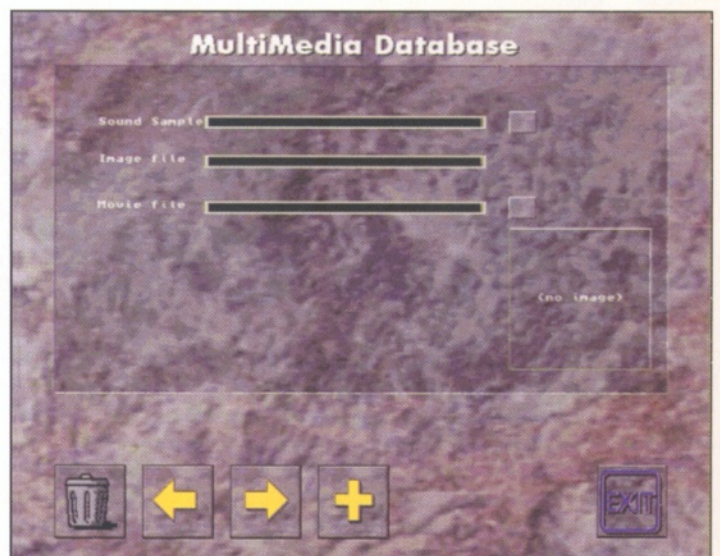 MultiMedia Database
Sound Sample
Image file
Movie file
(no image)
EXIT